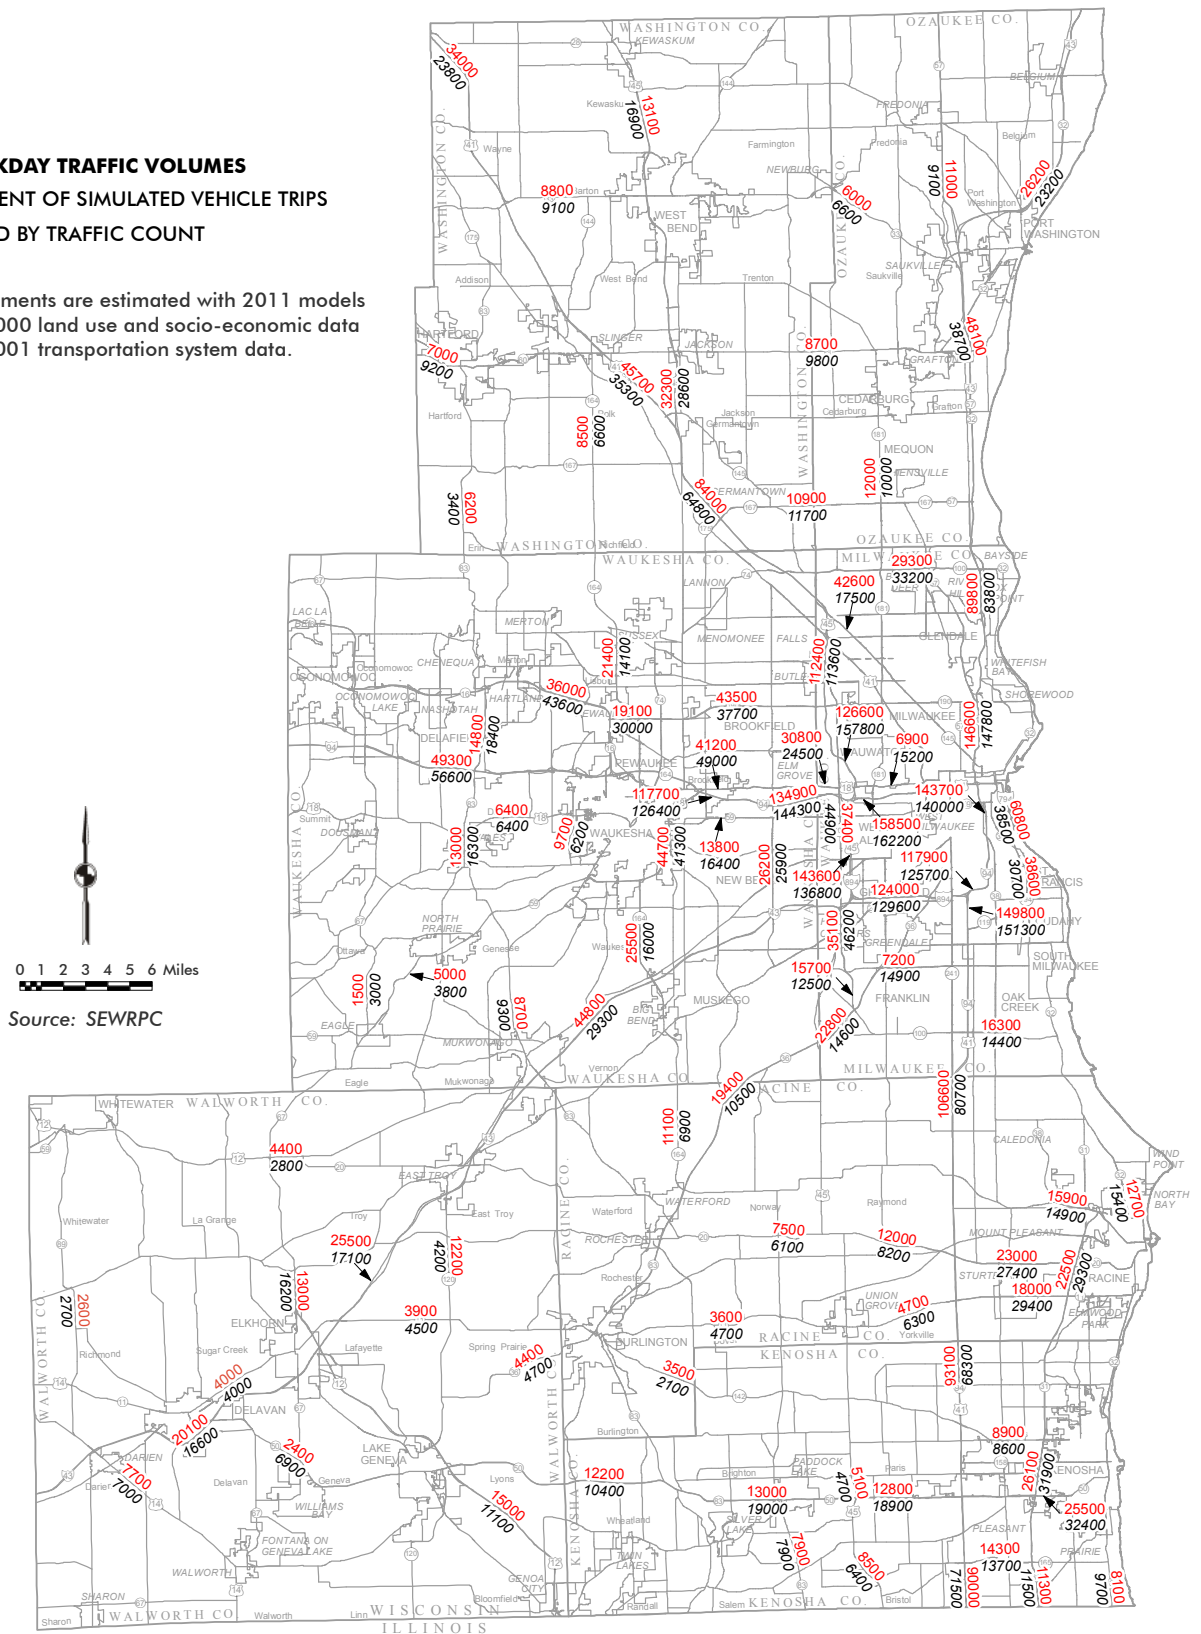 KDAY TRAFFIC VOLUMES
ENT OF SIMULATED VEHICLE TRIPS
D BY TRAFFIC COUNT
ments are estimated with 2011 models
000 land use and socio-economic data
001 transportation system data.
0 1 2 3 4 5 6 Miles
Source: SEWRPC
WASHINGTON CO.
OZAUKEE CO.
KEWASKUM
34000
23800
13100
16900
Kewasku
BELGIUM
FREDONIA
Fredonia
Belgium
Wayne
Farmington
NEWBURG
WASHINGTON CO.
8800
9100
Barton
6000
6600
11000
9100
Port
Washington
26200
23200
WEST
BEND
PORT
WASHINGTON
SAUKVILLE
Saukville
Addison
West Bend
Trenton
HARTFORD
7000
9200
SLINGER
JACKSON
45700
35300
32300
28600
8700
9800
48100
38700
GRAFTON
CEDARBURG
Cedarburg
Grafton
Hartford
Polk
8500
6600
Jackson
Germantown
WASHINGTON CO.
MEQUON
12000
10000
84000
64800
10900
11700
6200
3400
Erin
WASHINGTON CO.
Richfield
OZAUKEE CO.
WAUKESHA CO.
BAYSIDE
29300
33200
42600
17500
89800
83800
LANNON
LAC LA
BELLE
MERTON
Merton
CHENEQUA
SUSSEX
MENOMONEE FALLS
GLENDALE
WHITEFISH
BAY
SHOREWOOD
Oconomowoc
OCONOMOWOC
OCONOMOWOC
LAKE
NASHOTAH
HARTLAND
Lisbon
21400
14100
112400
113600
36000
43600
19100
30000
43500
37700
BROOKFIELD
126600
157800
MILWAUKEE
146600
147800
14800
18400
49300
56600
PEWAUKEE
41200
49000
30800
24500
ELM
GROVE
6900
15200
117700
126400
134900
144300
143700
140000
60800
38500
Summit
DOUSMAN
6400
6400
9700
6200
WAUKESHA
13800
16400
37400
44900
158500
162200
WEST
MILWAUKEE
13000
16300
44700
41300
26200
25900
143600
136800
117900
125700
124000
129600
38600
30700
149800
151300
WAUKESHA CO.
NORTH
PRAIRIE
Ottawa
Genesee
25500
16000
35100
46200
GREENDALE
SOUTH
MILWAUKEE
1500
3000
5000
3800
15700
12500
7200
14900
FRANKLIN
OAK
CREEK
MUSKEGO
BIG
BEND
EAGLE
8700
9300
44800
29300
22800
14600
16300
14400
MUKWONAGO
Vernon
Eagle
Mukwonago
WAUKESHA CO.
MILWAUKEE CO.
19400
10500
106600
80700
WHITEWATER
WALWORTH CO.
11100
6900
CALEDONIA
WIND
POINT
NORTH
BAY
4400
2800
EAST TROY
East Troy
Troy
Whitewater
La Grange
RACINE CO.
WATERFORD
Waterford
Norway
Raymond
15900
14900
12700
15400
25500
17100
12200
4200
ROCHESTER
Rochester
7500
6100
12000
8200
MOUNT PLEASANT
23000
27400
22500
29300
RACINE
18000
29400
ELMWOOD
PARK
2600
2700
13000
16200
ELKHORN
3900
4500
3600
4700
UNION
GROVE
4700
6300
Yorkville
Richmond
Sugar Creek
Lafayette
Spring Prairie
BURLINGTON
RACINE CO.
KENOSHA CO.
WALWORTH CO.
4000
4000
4400
4700
3500
2100
93100
68300
DELAVAN
20100
16600
2400
6900
LAKE
GENEVA
Burlington
8900
8600
DARIEN
Darien
7700
7000
Delavan
Geneva
WILLIAMS
BAY
Lyons
15000
11100
12200
10400
Brighton
PADDOCK
LAKE
Paris
13000
19000
5100
4700
12800
18900
26100
31900
KENOSHA
25500
32400
FONTANA ON
GENEVA LAKE
WALWORTH
Wheatland
SILVER
LAKE
TWIN
LAKES
PLEASANT
PRAIRIE
7900
7900
8500
6400
14300
13700
90000
71500
11300
11500
8100
9700
SHARON
Sharon
WALWORTH CO.
Walworth
Linn
GENOA
CITY
Bloomfield
Randall
Salem
KENOSHA CO.
Bristol
WISCONSIN
ILLINOIS